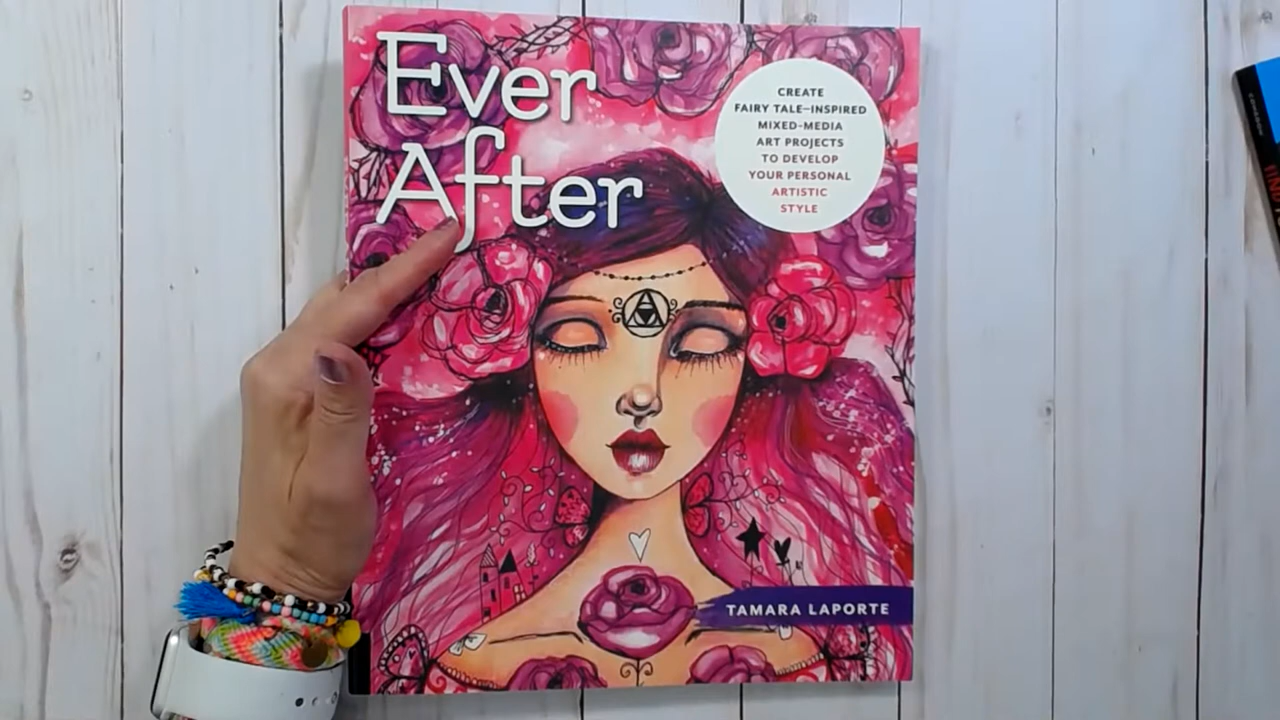 Ever
After
CREATE
FAIRY TALE–INSPIRED
MIXED-MEDIA
ART PROJECTS
TO DEVELOP
YOUR PERSONAL
ARTISTIC
STYLE
TAMARA LAPORTE